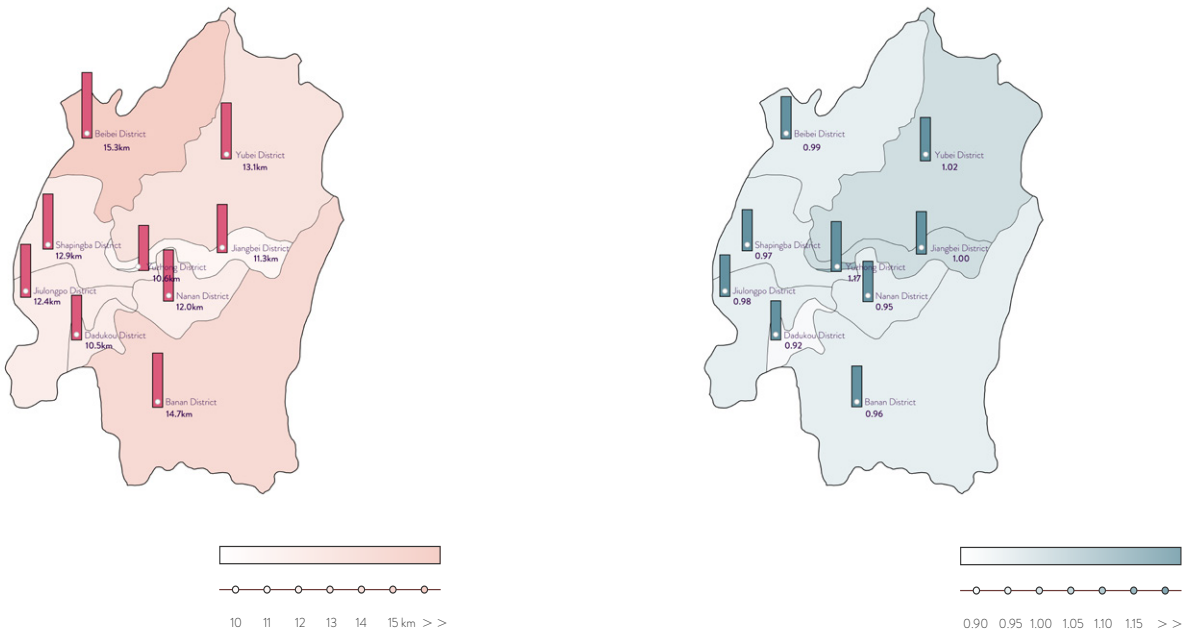 Beibei District
15.3km
Yubei District
13.1km
Shapingba District
12.9km
Jiangbei District
11.3km
Yuzhong District
10.6km
Jiulongpo District
12.4km
Nanan District
12.0km
Dadukou District
10.5km
Banan District
14.7km
10 11 12 13 14 15 km > >
Beibei District
0.99
Yubei District
1.02
Shapingba District
0.97
Jiangbei District
1.00
Yuzhong District
1.17
Jiulongpo District
0.98
Nanan District
0.95
Dadukou District
0.92
Banan District
0.96
0.90 0.95 1.00 1.05 1.10 1.15 > >